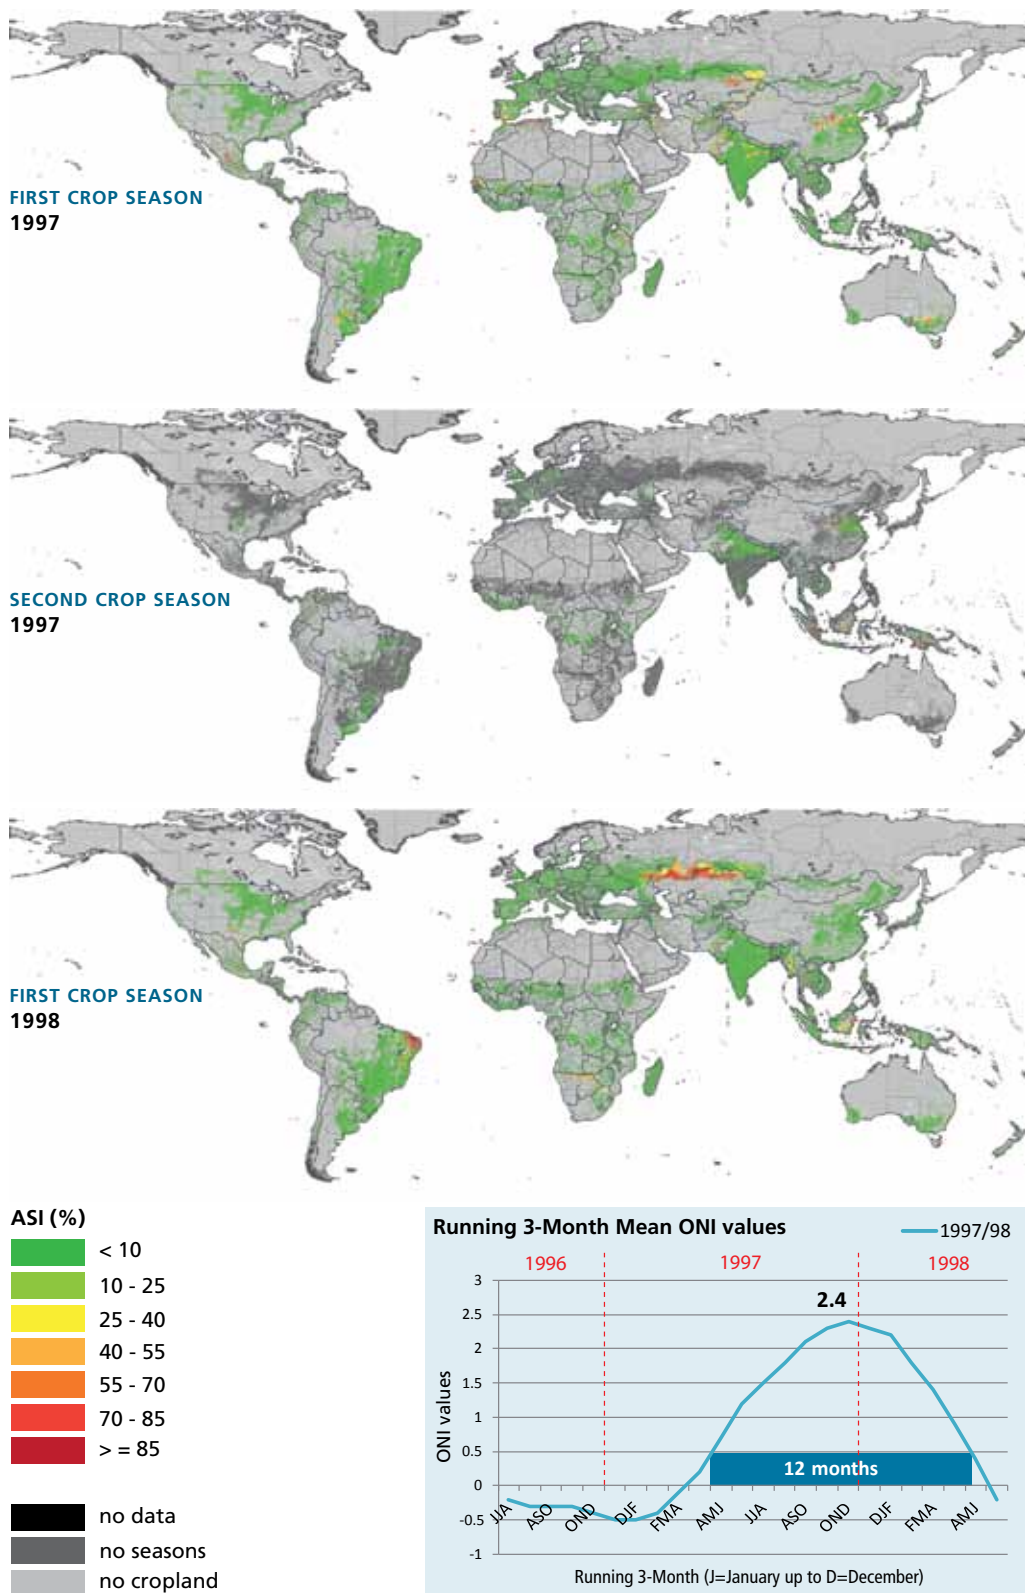 FIRST CROP SEASON
1997
SECOND CROP SEASON
1997
FIRST CROP SEASON
1998
ASI (%)
< 10
10 - 25
25 - 40
40 - 55
55 - 70
70 - 85
> = 85
no data
no seasons
no cropland
Running 3-Month Mean ONI values
1997/98
1996 1997 1998
3
2.5
2
1.5
1
0.5
0
-0.5
-1
2.4
ONI values
12 months
JJA ASO OND DJF FMA AMJ JJA ASO OND DJF FMA AMJ
Running 3-Month (J=January up to D=December)